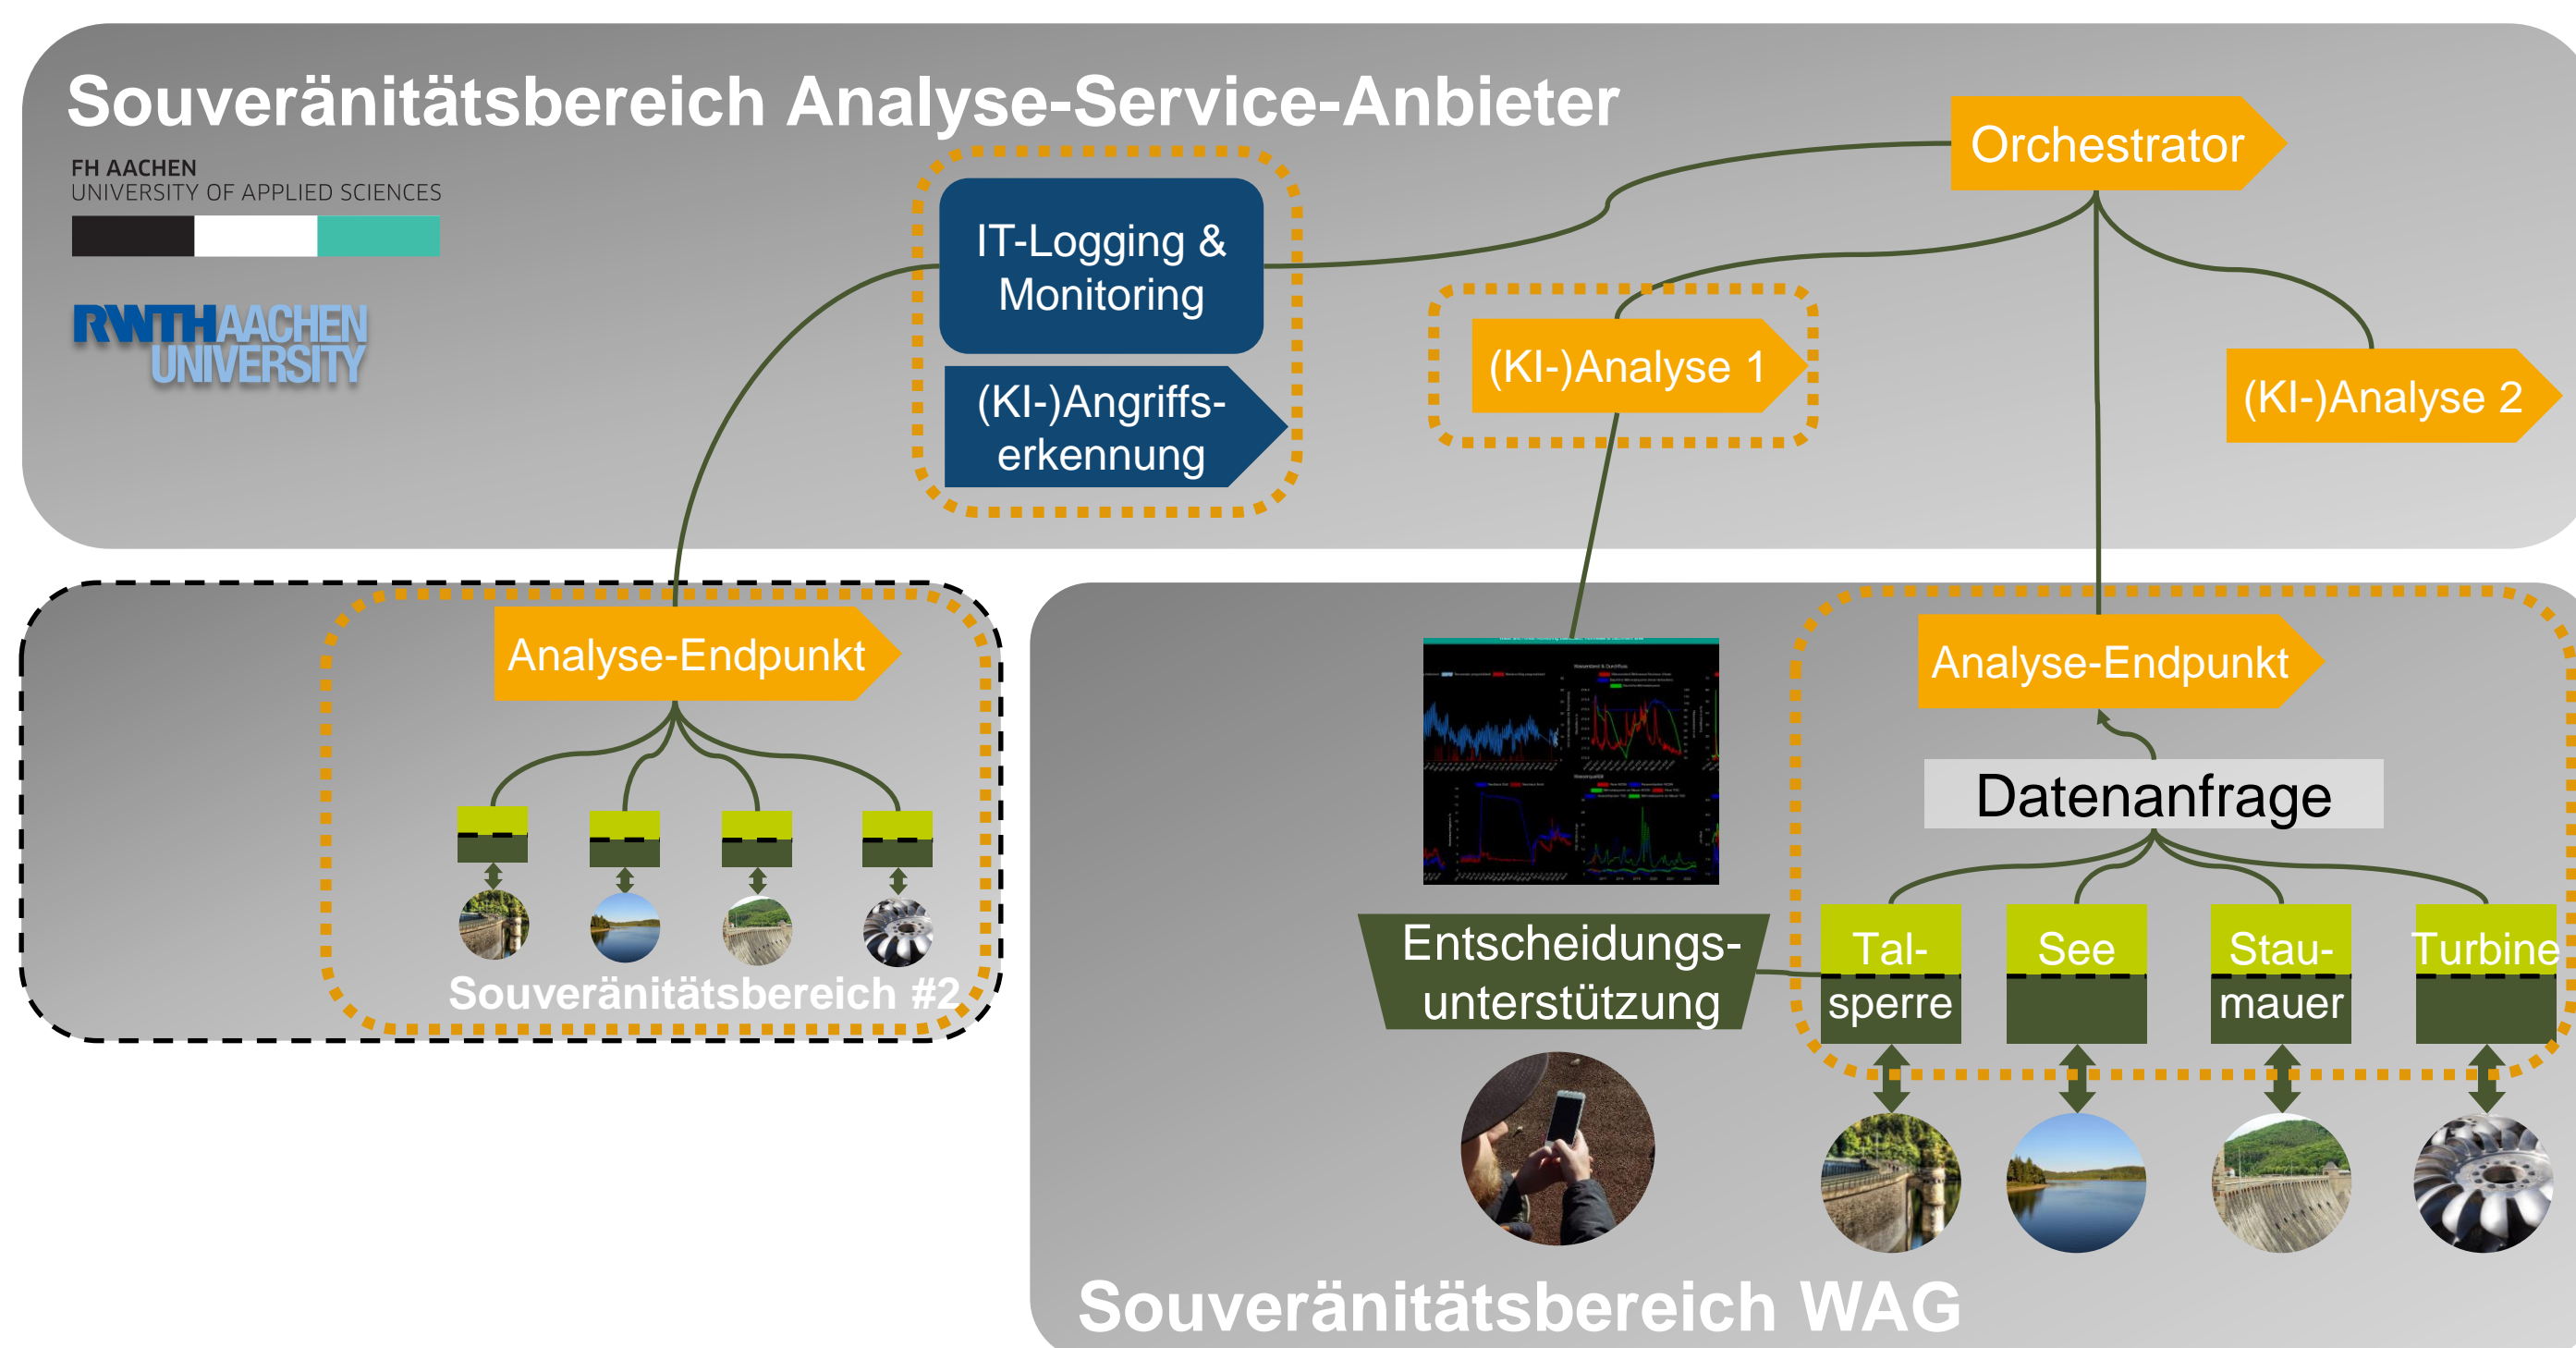 Souveränitätsbereich Analyse-Service-Anbieter
FH AACHEN
UNIVERSITY OF APPLIED SCIENCES
RWTHAACHEN
UNIVERSITY
Orchestrator
IT-Logging &
Monitoring
(KI-)Angriffs-
erkennung
(KI-)Analyse 1
(KI-)Analyse 2
Analyse-Endpunkt
Souveränitätsbereich #2
Analyse-Endpunkt
Datenanfrage
Entscheidungs-
unterstützung
Tal-
sperre
See
Stau-
mauer
Turbine
Souveränitätsbereich WAG